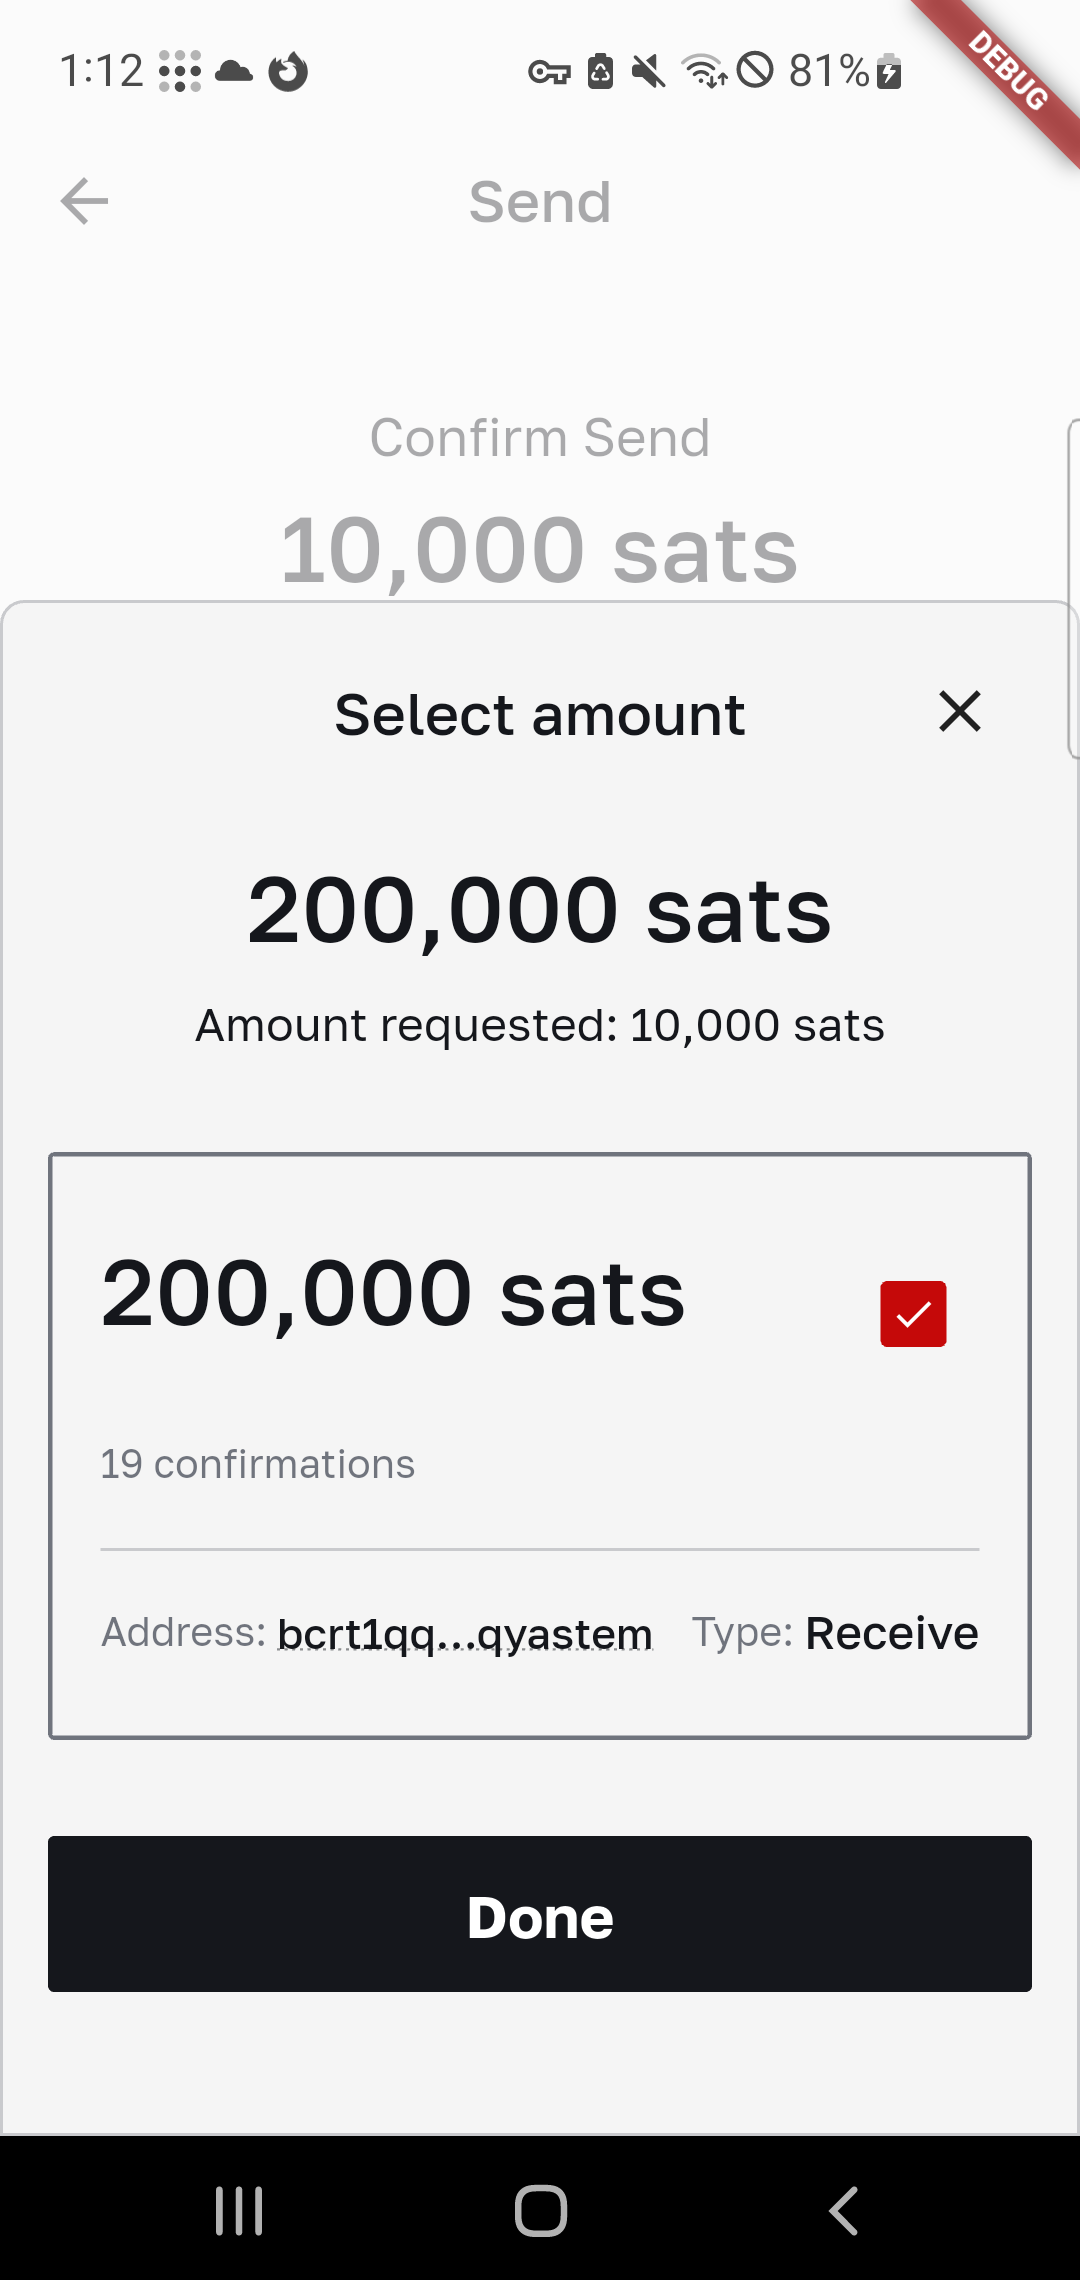 1:12 81%
DEBUG
Send
Confirm Send
10,000 sats
Select amount
200,000 sats
Amount requested: 10,000 sats
200,000 sats
19 confirmations
Address: bcrt1qq...qyastem Type: Receive
Done